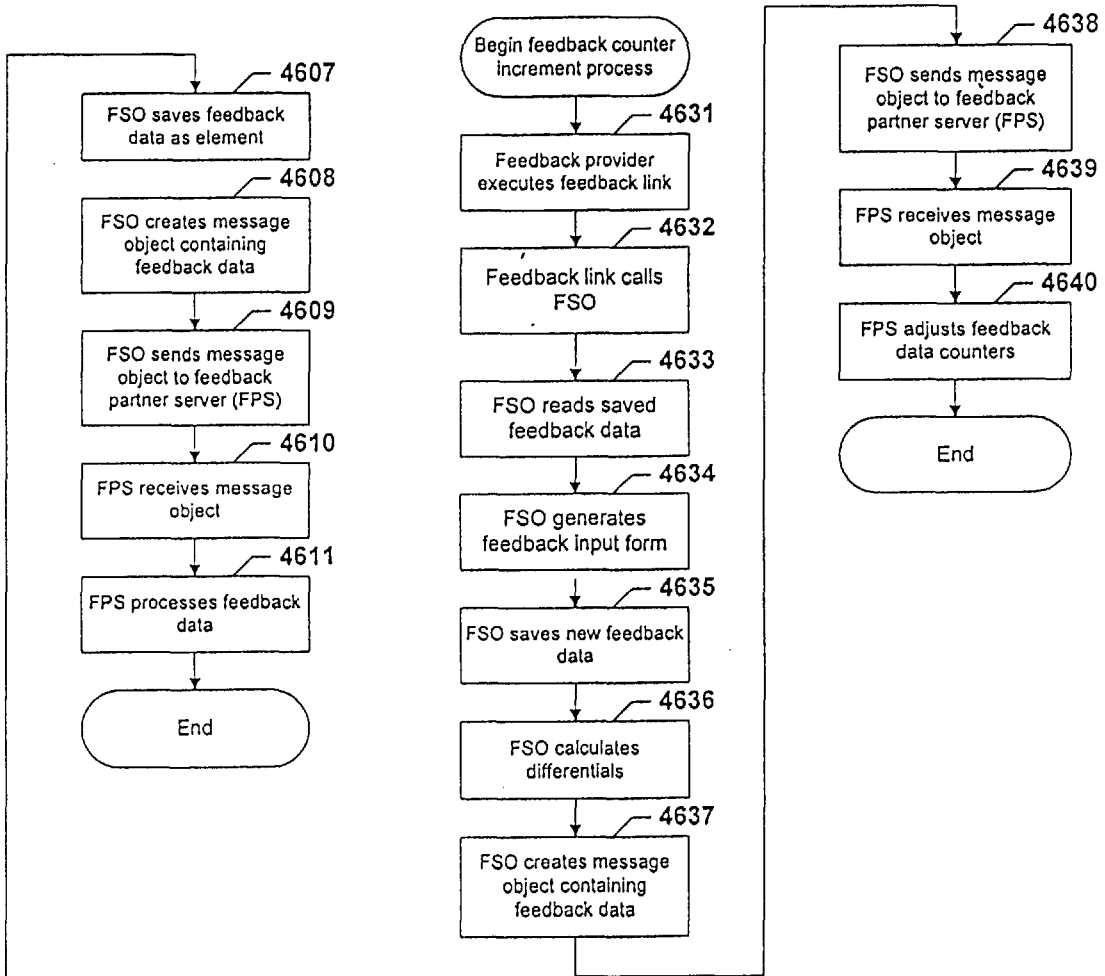 4607
FSO saves feedback
data as element
4608
FSO creates message
object containing
feedback data
4609
FSO sends message
object to feedback
partner server (FPS)
4610
FPS receives message
object
4611
FPS processes feedback
data
End
Begin feedback counter
increment process
4631
Feedback provider
executes feedback link
4632
Feedback link calls
FSO
4633
FSO reads saved
feedback data
4634
FSO generates
feedback input form
4635
FSO saves new feedback
data
4636
FSO calculates
differentials
4637
FSO creates message
object containing
feedback data
4638
FSO sends message
object to feedback
partner server (FPS)
4639
FPS receives message
object
4640
FPS adjusts feedback
data counters
End